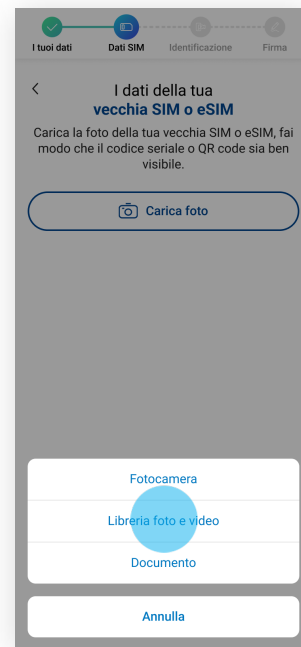 I tuoi dati Dati SIM Identificazione Firma
I dati della tua
vecchia SIM o eSIM
Carica la foto della tua vecchia SIM o eSIM, fai
modo che il codice seriale o QR code sia ben
visibile.
Carica foto
Fotocamera
Libreria foto e video
Documento
Annulla